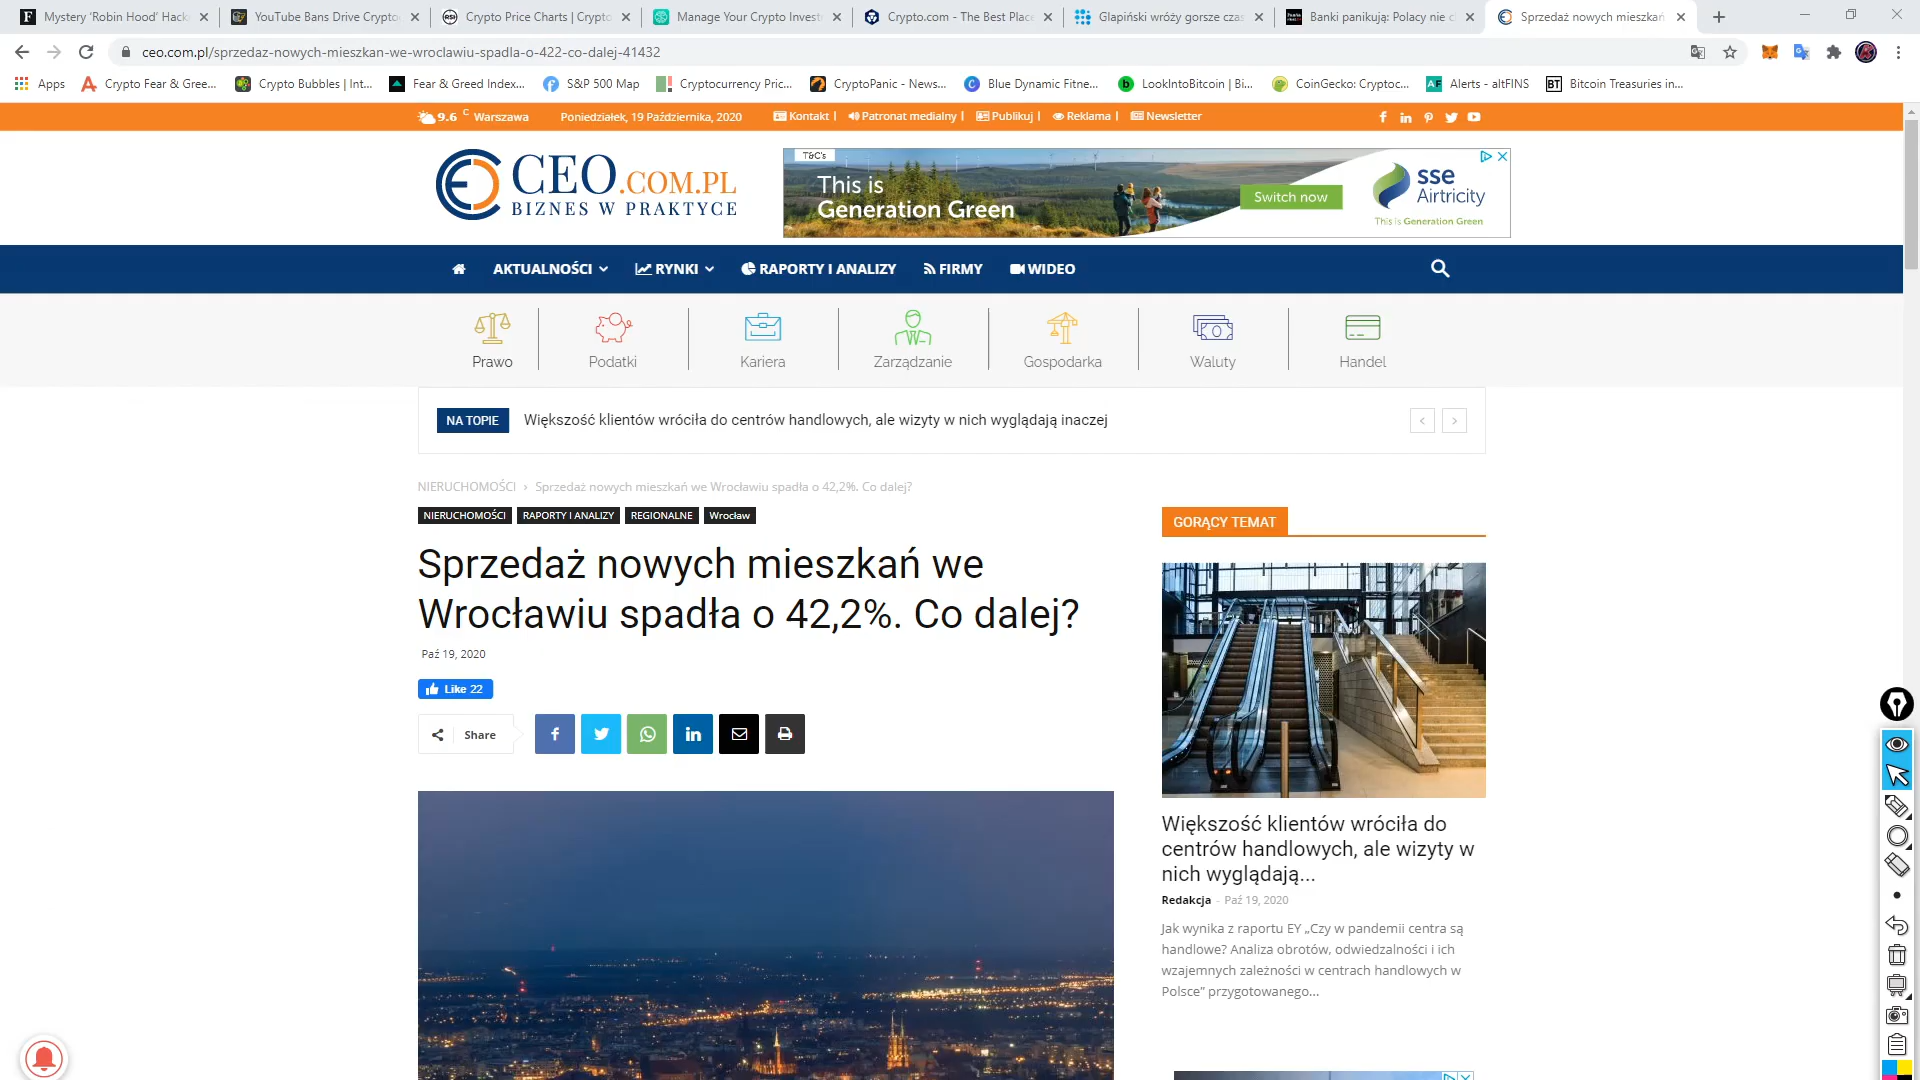 Mystery 'Robin Hood' Hack
YouTube Bans Drive Crypto
Crypto Price Charts | Crypto
Manage Your Crypto Invest
Crypto.com - The Best Place
Glapiński wróży gorsze czas
Banki panikują: Polacy nie c
Sprzedaż nowych mieszkań
ceo.com.pl/sprzedaz-nowych-mieszkan-we-wroclawiu-spadla-o-422-co-dalej-41432
Apps
Crypto Fear & Gree...
Crypto Bubbles | Int...
Fear & Greed Index...
S&P 500 Map
Cryptocurrency Pric...
CryptoPanic - News...
Blue Dynamic Fitne...
LookIntoBitcoin | Bi...
CoinGecko: Cryptoc...
Alerts - altFINS
Bitcoin Treasuries in...
9.6 C Warszawa
Poniedziałek, 19 Października, 2020
Kontakt |
Patronat medialny |
Publikuj |
Reklama |
Newsletter
CEO.COM.PL
BIZNES W PRAKTYCE
T&C's
This is
Generation Green
Switch now
sse
Airtricity
This is Generation Green
AKTUALNOŚCI
RYNKI
RAPORTY I ANALIZY
FIRMY
WIDEO
Prawo
Podatki
Kariera
Zarządzanie
Gospodarka
Waluty
Handel
NA TOPIE
Większość klientów wróciła do centrów handlowych, ale wizyty w nich wyglądają inaczej
NIERUCHOMOŚCI › Sprzedaż nowych mieszkań we Wrocławiu spadła o 42,2%. Co dalej?
NIERUCHOMOŚCI
RAPORTY I ANALIZY
REGIONALNE
Wrocław
Sprzedaż nowych mieszkań we
Wrocławiu spadła o 42,2%. Co dalej?
Paź 19, 2020
Like 22
Share
GORĄCY TEMAT
Większość klientów wróciła do
centrów handlowych, ale wizyty w
nich wyglądają...
Redakcja - Paź 19, 2020
Jak wynika z raportu EY „Czy w pandemii centra są
handlowe? Analiza obrotów, odwiedzalności i ich
wzajemnych zależności w centrach handlowych w
Polsce” przygotowanego...